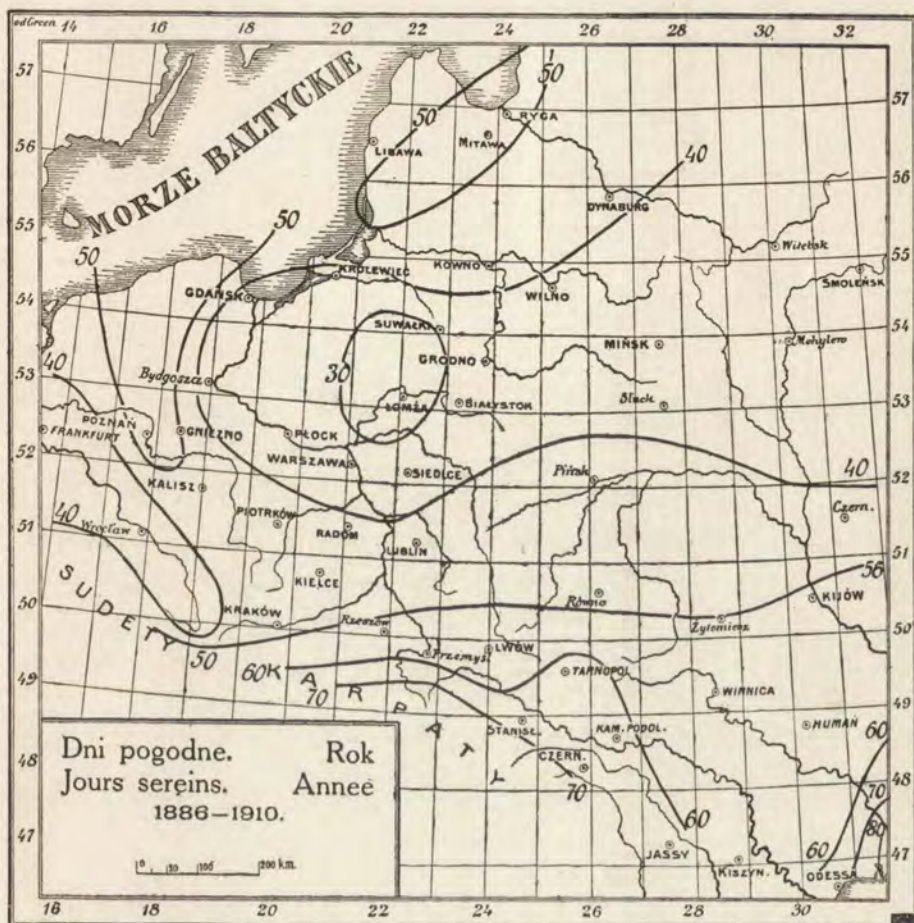 od Green. 14 16 18 20 22 24 26 28 30 32
57 57
MORZE BAŁTYCKIE
1
50
50
RYGA
LIBAWA
MITAWA
56 56
40
DYNABURG
55 55
50
50
Witebsk
KRÓLEWIEC
KOWNO
SMOLEŃSK
GDAŃSK
WILNO
54 54
SUWAŁKI
MIŃSK
Mohylew
GRODNO
40
Bydgoszcz
30
53 53
ŁOMŻA
BIAŁYSTOK
Słuck
POZNAŃ
FRANKFURT
GNIEZNO
PŁOCK
WARSZAWA
SIEDLCE
Pińsk
40
52 52
KALISZ
Czern.
40
Wrocław
PIOTRKÓW
RADOM
LUBLIN
51 51
SUDETY
KIELCE
56
Równo
KIJÓW
KRAKÓW
Rzeszów
Żytomierz
50 50
50
Przemyśl
LWÓW
60
KARPATY
TARNOPOL
70
WINNICA
49 49
STANISŁ.
KAM. PODOL.
HUMAŃ
60
CZERN.
48 48
70
70
60
80
JASSY
60
47 47
KISZYN.
ODESSA
Dni pogodne. Rok
Jours sereins. Anneé
1886–1910.
0 50 100 200 km.
16 18 20 22 24 26 28 30